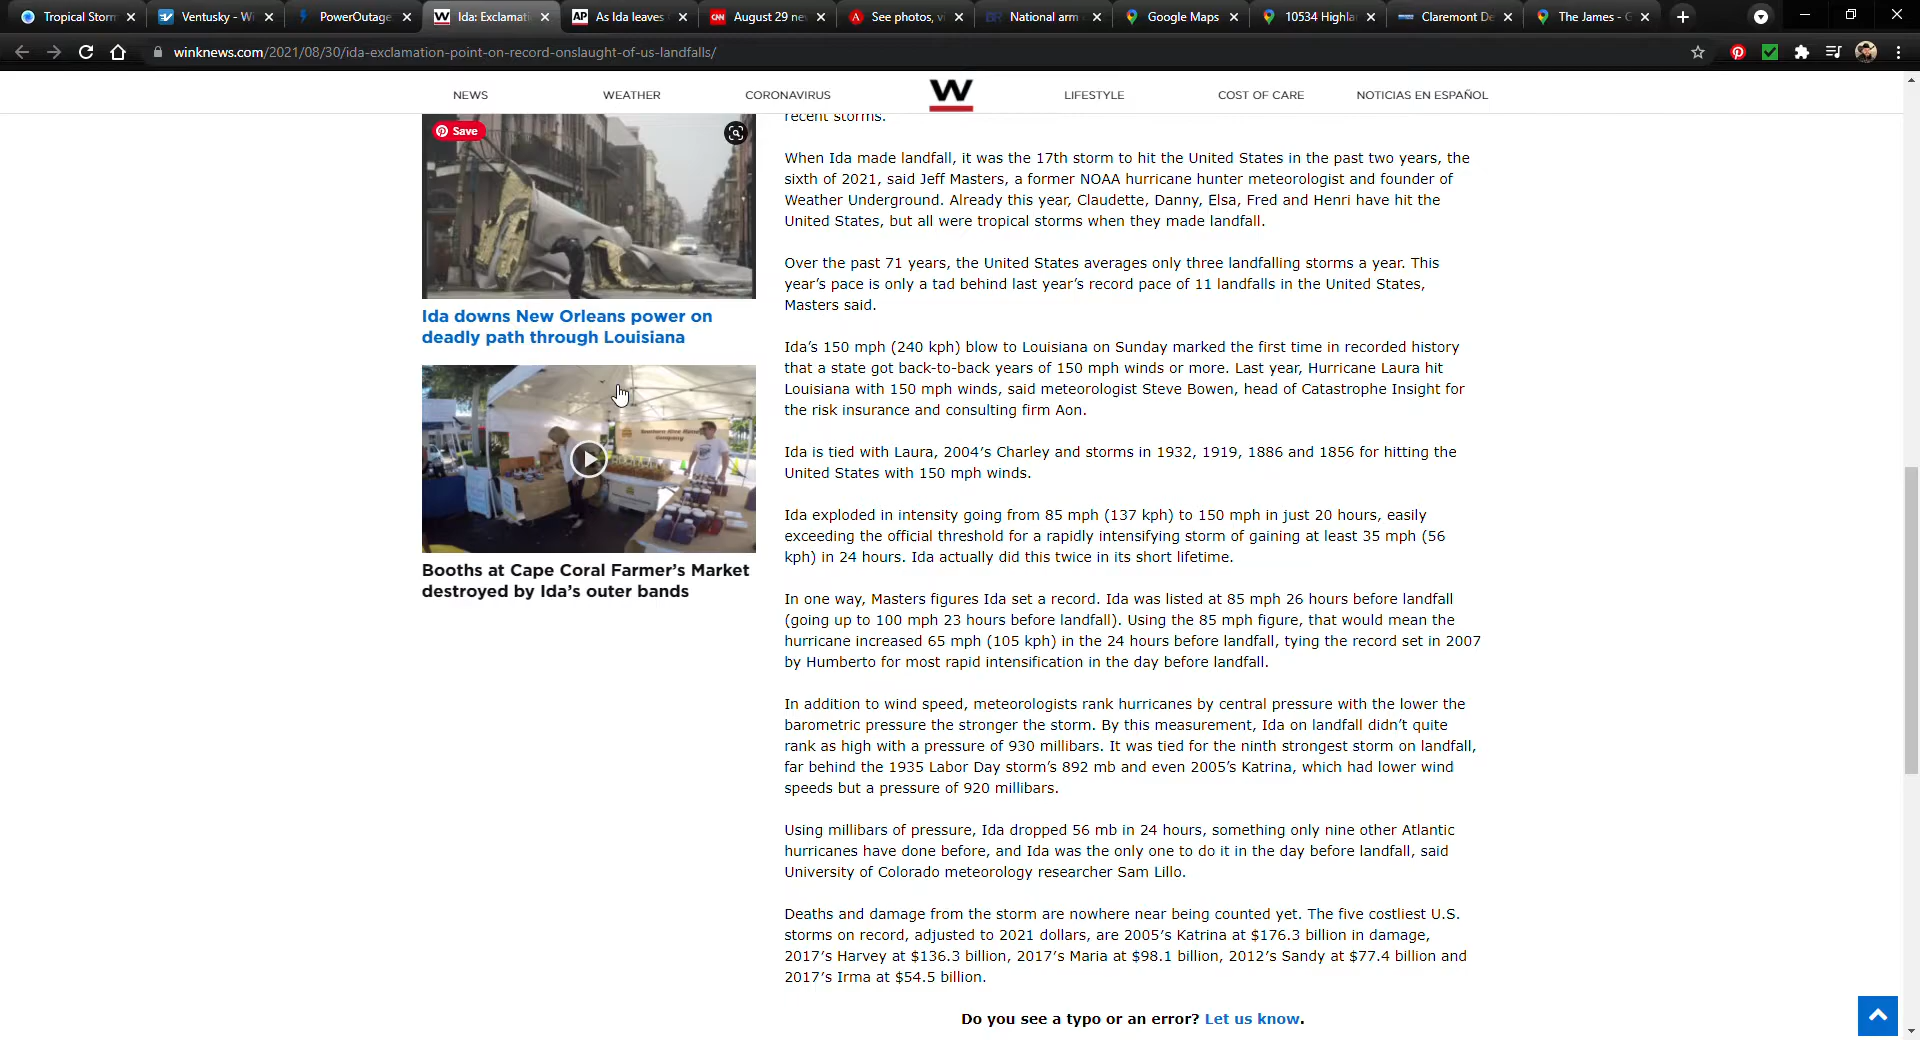 Tropical Storm
Ventusky - Wi
PowerOutage
Ida: Exclamati
As Ida leaves
August 29 ne
See photos, vi
National arm
Google Maps
10534 Highla
Claremont De
The James - G
winknews.com/2021/08/30/ida-exclamation-point-on-record-onslaught-of-us-landfalls/
NEWS WEATHER CORONAVIRUS W LIFESTYLE COST OF CARE NOTICIAS EN ESPAÑOL
Save
Ida downs New Orleans power on
deadly path through Louisiana
Booths at Cape Coral Farmer’s Market
destroyed by Ida’s outer bands
recent storms.
When Ida made landfall, it was the 17th storm to hit the United States in the past two years, the
sixth of 2021, said Jeff Masters, a former NOAA hurricane hunter meteorologist and founder of
Weather Underground. Already this year, Claudette, Danny, Elsa, Fred and Henri have hit the
United States, but all were tropical storms when they made landfall.
Over the past 71 years, the United States averages only three landfalling storms a year. This
year’s pace is only a tad behind last year’s record pace of 11 landfalls in the United States,
Masters said.
Ida’s 150 mph (240 kph) blow to Louisiana on Sunday marked the first time in recorded history
that a state got back-to-back years of 150 mph winds or more. Last year, Hurricane Laura hit
Louisiana with 150 mph winds, said meteorologist Steve Bowen, head of Catastrophe Insight for
the risk insurance and consulting firm Aon.
Ida is tied with Laura, 2004’s Charley and storms in 1932, 1919, 1886 and 1856 for hitting the
United States with 150 mph winds.
Ida exploded in intensity going from 85 mph (137 kph) to 150 mph in just 20 hours, easily
exceeding the official threshold for a rapidly intensifying storm of gaining at least 35 mph (56
kph) in 24 hours. Ida actually did this twice in its short lifetime.
In one way, Masters figures Ida set a record. Ida was listed at 85 mph 26 hours before landfall
(going up to 100 mph 23 hours before landfall). Using the 85 mph figure, that would mean the
hurricane increased 65 mph (105 kph) in the 24 hours before landfall, tying the record set in 2007
by Humberto for most rapid intensification in the day before landfall.
In addition to wind speed, meteorologists rank hurricanes by central pressure with the lower the
barometric pressure the stronger the storm. By this measurement, Ida on landfall didn’t quite
rank as high with a pressure of 930 millibars. It was tied for the ninth strongest storm on landfall,
far behind the 1935 Labor Day storm’s 892 mb and even 2005’s Katrina, which had lower wind
speeds but a pressure of 920 millibars.
Using millibars of pressure, Ida dropped 56 mb in 24 hours, something only nine other Atlantic
hurricanes have done before, and Ida was the only one to do it in the day before landfall, said
University of Colorado meteorology researcher Sam Lillo.
Deaths and damage from the storm are nowhere near being counted yet. The five costliest U.S.
storms on record, adjusted to 2021 dollars, are 2005’s Katrina at $176.3 billion in damage,
2017’s Harvey at $136.3 billion, 2017’s Maria at $98.1 billion, 2012’s Sandy at $77.4 billion and
2017’s Irma at $54.5 billion.
Do you see a typo or an error? Let us know.